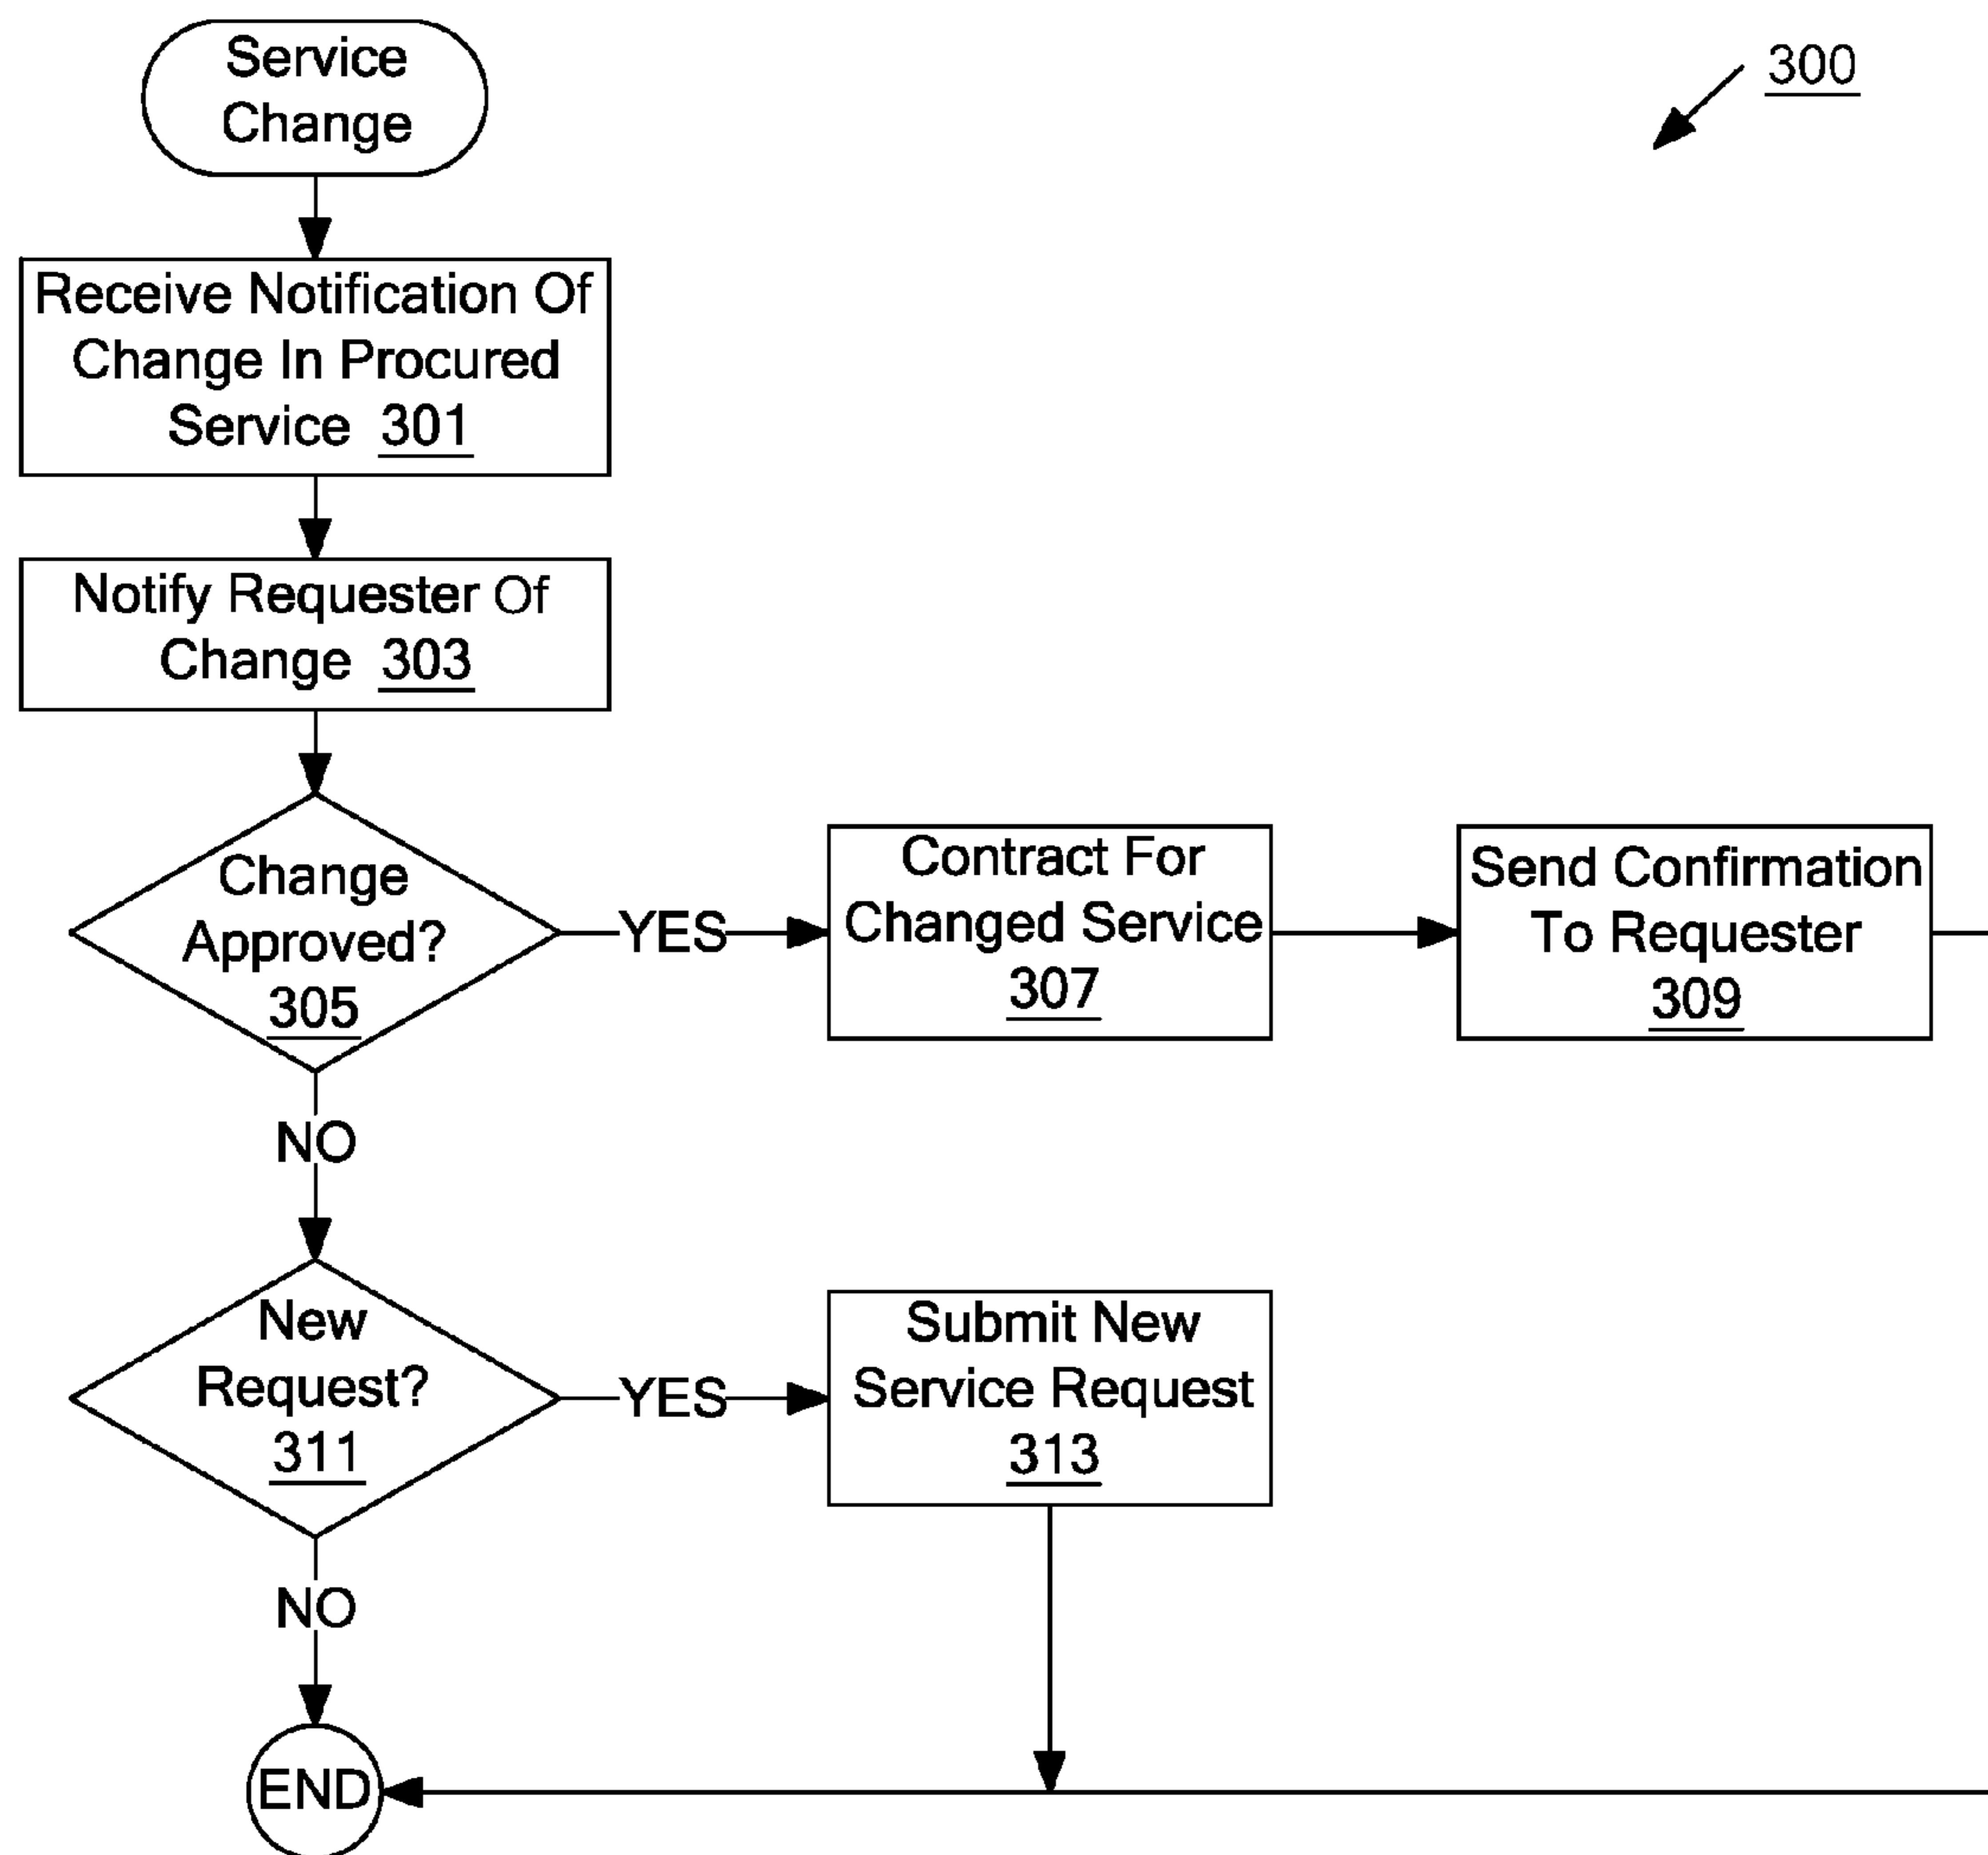 Service
Change
300
Receive Notification Of
Change In Procured
Service 301
Notify Requester Of
Change 303
Change
Approved?
305
YES
Contract For
Changed Service
307
Send Confirmation
To Requester
309
NO
New
Request?
311
YES
Submit New
Service Request
313
NO
END